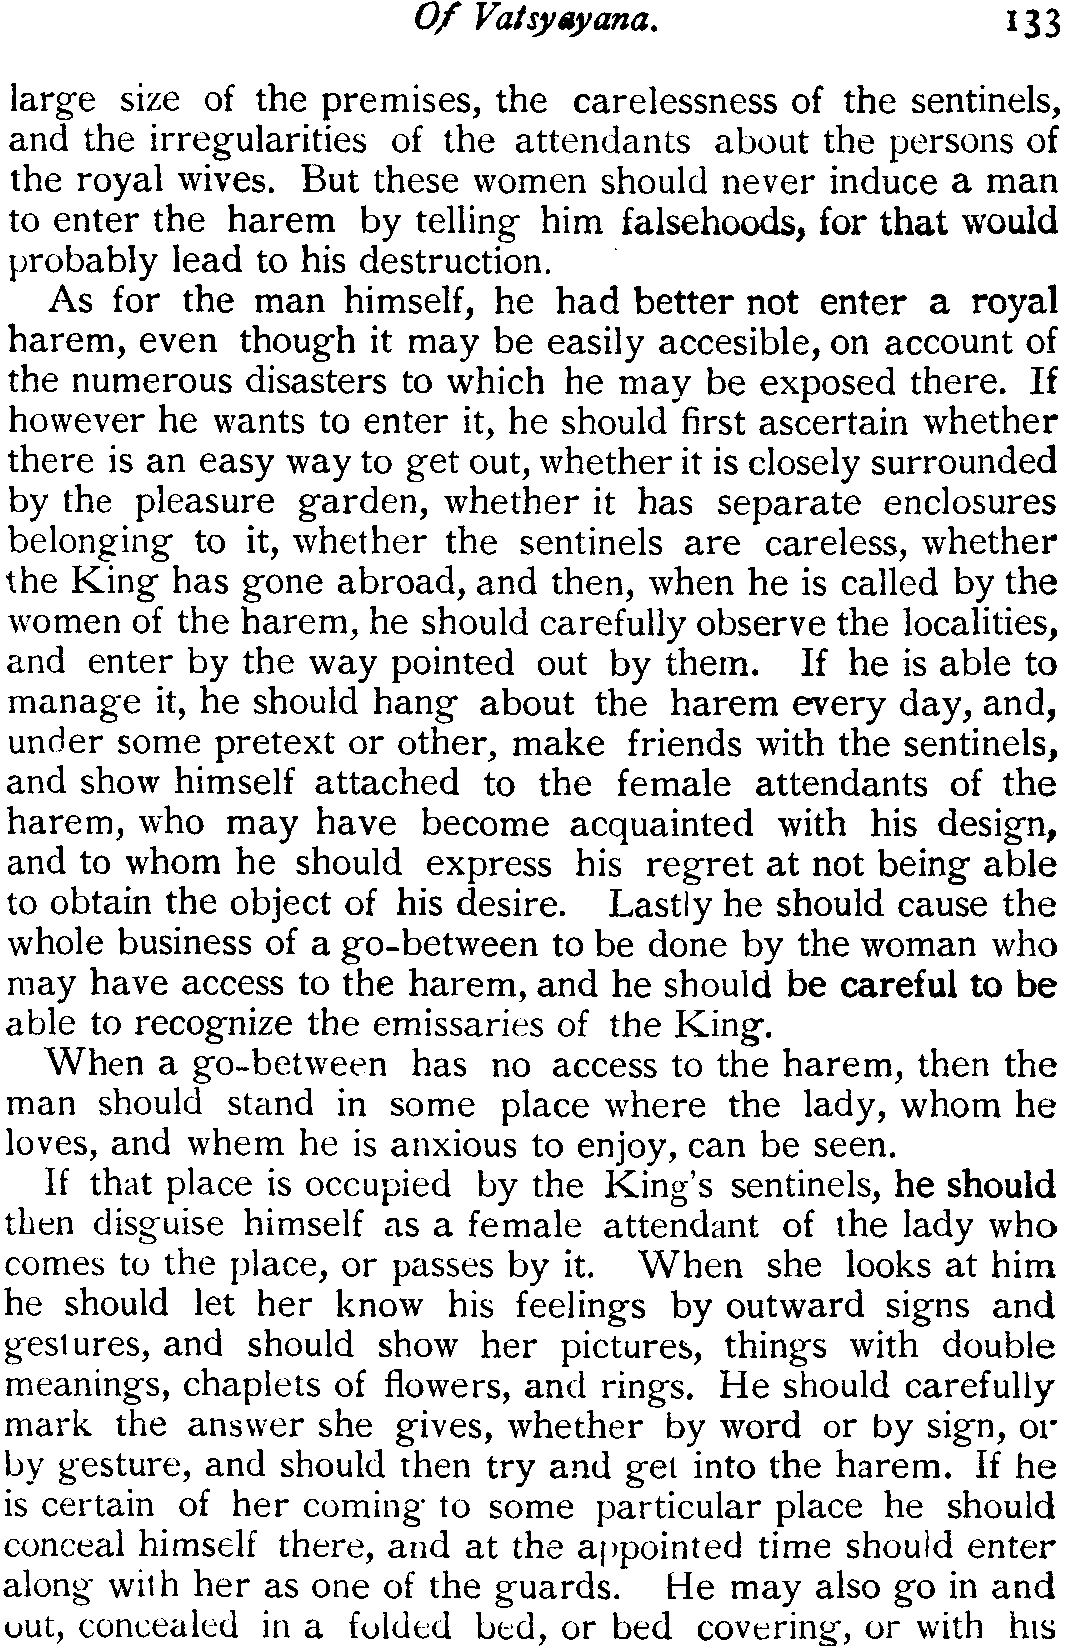 Of Vatsyayana. 133
large size of the premises, the carelessness of the sentinels,
and the irregularities of the attendants about the persons of
the royal wives. But these women should never induce a man
to enter the harem by telling him falsehoods, for that would
probably lead to his destruction.
As for the man himself, he had better not enter a royal
harem, even though it may be easily accesible, on account of
the numerous disasters to which he may be exposed there. If
however he wants to enter it, he should first ascertain whether
there is an easy way to get out, whether it is closely surrounded
by the pleasure garden, whether it has separate enclosures
belonging to it, whether the sentinels are careless, whether
the King has gone abroad, and then, when he is called by the
women of the harem, he should carefully observe the localities,
and enter by the way pointed out by them. If he is able to
manage it, he should hang about the harem every day, and,
under some pretext or other, make friends with the sentinels,
and show himself attached to the female attendants of the
harem, who may have become acquainted with his design,
and to whom he should express his regret at not being able
to obtain the object of his desire. Lastly he should cause the
whole business of a go-between to be done by the woman who
may have access to the harem, and he should be careful to be
able to recognize the emissaries of the King.
When a go-between has no access to the harem, then the
man should stand in some place where the lady, whom he
loves, and whem he is anxious to enjoy, can be seen.
If that place is occupied by the King's sentinels, he should
then disguise himself as a female attendant of the lady who
comes to the place, or passes by it. When she looks at him
he should let her know his feelings by outward signs and
gestures, and should show her pictures, things with double
meanings, chaplets of flowers, and rings. He should carefully
mark the answer she gives, whether by word or by sign, or
by gesture, and should then try and get into the harem. If he
is certain of her coming to some particular place he should
conceal himself there, and at the appointed time should enter
along with her as one of the guards. He may also go in and
out, concealed in a folded bed, or bed covering, or with his